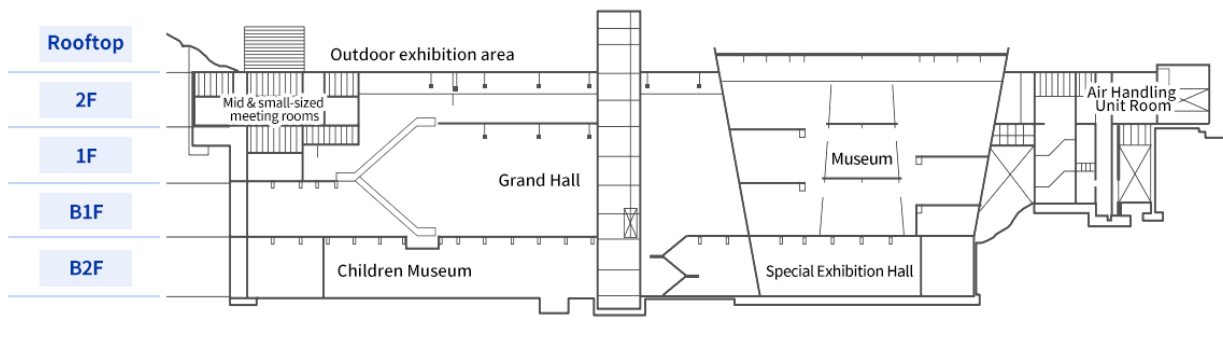 Rooftop
Outdoor exhibition area
2F
Mid & small-sized
meeting rooms
Air Handling
Unit Room
1F
Museum
Grand Hall
B1F
B2F
Children Museum
Special Exhibition Hall